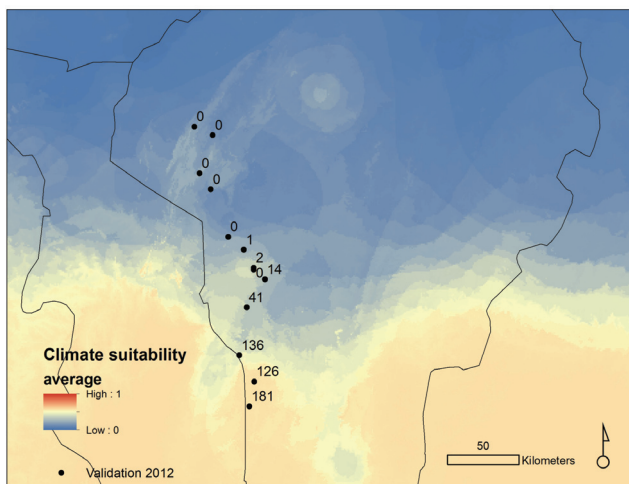 0
0
0
0
0
1
2
0
14
41
136
126
181
Climate suitability
average
High : 1
Low : 0
Validation 2012
50
Kilometers